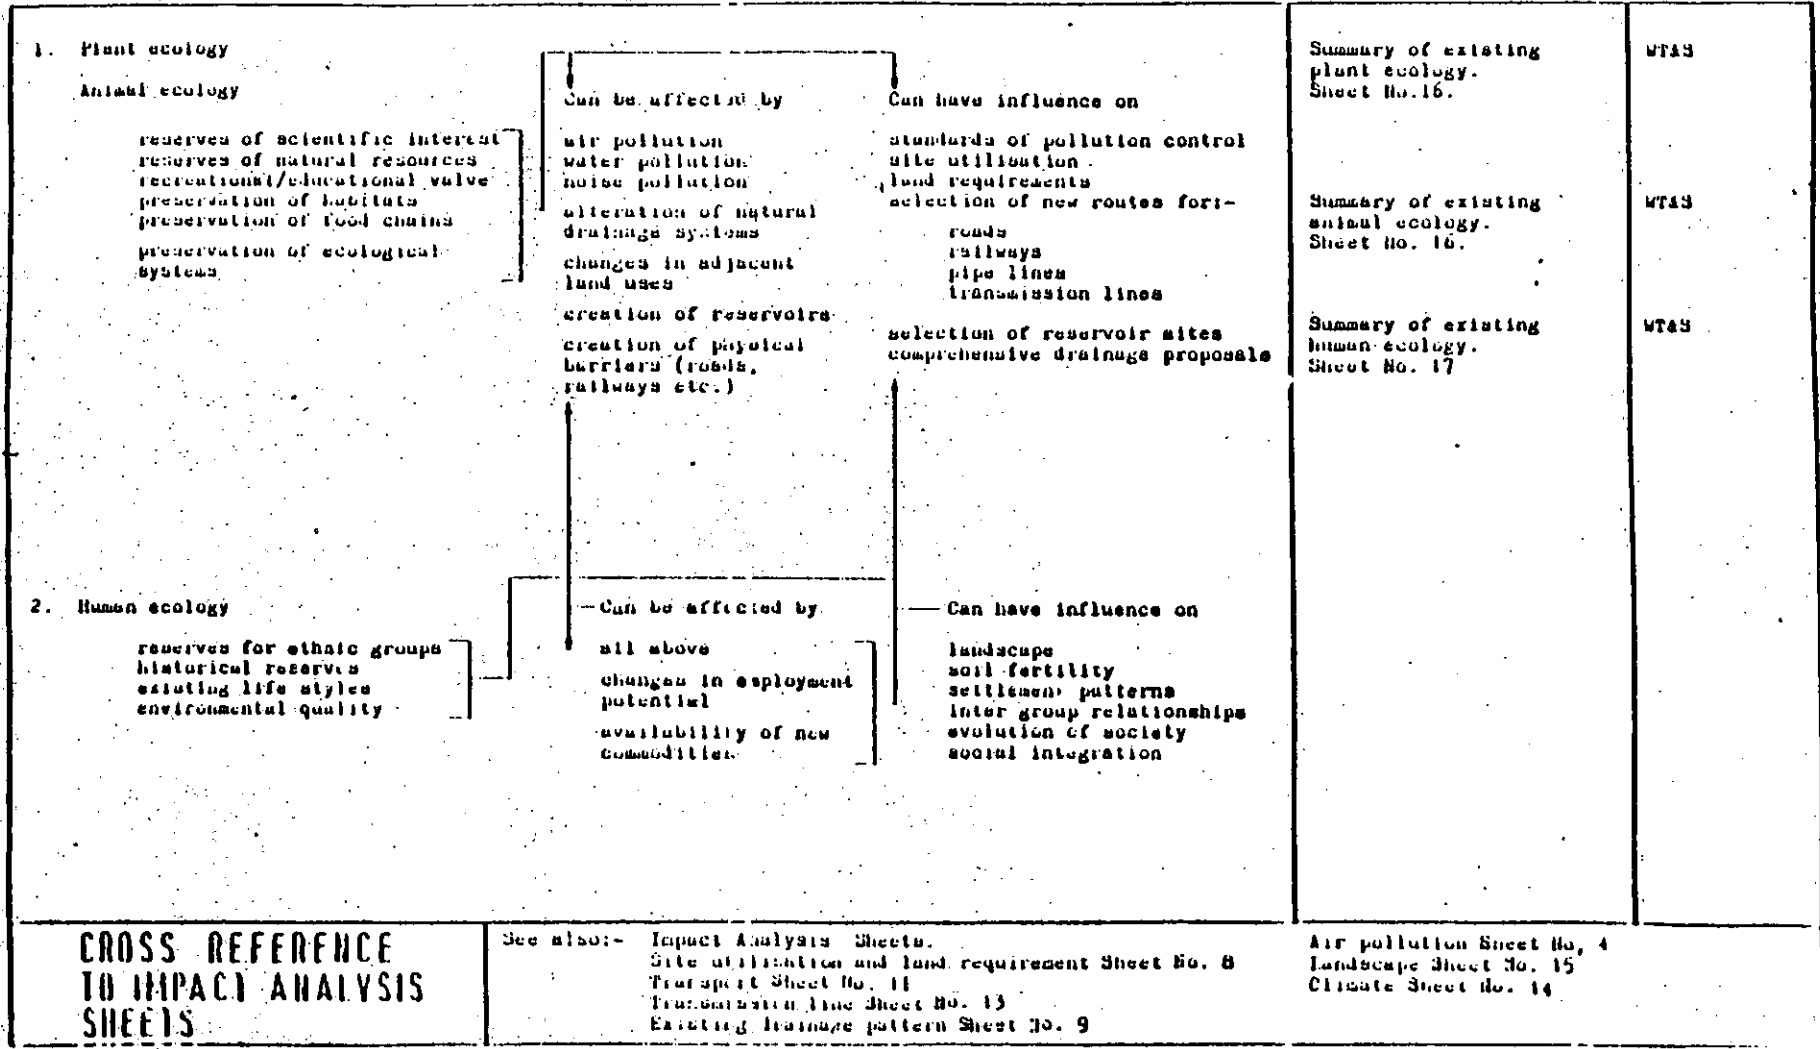 1. Plant ecology
Animal ecology
reserves of scientific interest
reserves of natural resources
recreational/educational valve
preservation of habitats
preservation of food chains
preservation of ecological
systems
Can be affected by
air pollution
water pollution
noise pollution
alteration of natural
drainage systems
changes in adjacent
land uses
creation of reservoirs
creation of physical
barriers (roads,
railways etc.)
Can have influence on
standards of pollution control
site utilisation
land requirements
selection of new routes for:-
roads
railways
pipe lines
transmission lines
selection of reservoir sites
comprehensive drainage proposals
Summary of existing
plant ecology.
Sheet No.16.
WT&S
Summary of existing
animal ecology.
Sheet No. 16.
WT&S
Summary of existing
human ecology.
Sheet No. 17
WT&S
2. Human ecology
reserves for ethnic groups
historical reserves
existing life styles
environmental quality
Can be affected by
all above
changes in employment
potential
availability of new
commodities
Can have influence on
landscape
soil fertility
settlement patterns
inter group relationships
evolution of society
social integration
CROSS REFERENCE
TO IMPACT ANALYSIS
SHEETS
See also:- Impact Analysis Sheets.
Site utilisation and land requirement Sheet No. 8
Transport Sheet No. 11
Transmission line Sheet No. 13
Existing drainage pattern Sheet No. 9
Air pollution Sheet No, 4
Landscape Sheet No. 15
Climate Sheet No. 14